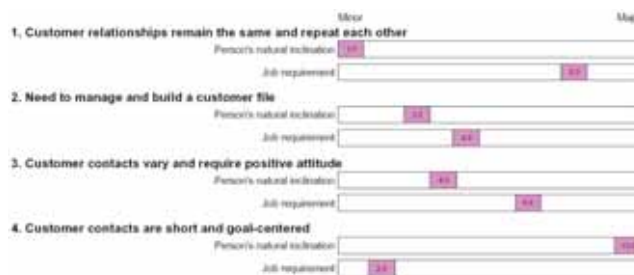 Minor
1. Customer relationships remain the same and repeat each other
Person's natural inclination
Job requirement
2. Need to manage and build a customer file
Person's natural inclination
Job requirement
3. Customer contacts vary and require positive attitude
Person's natural inclination
Job requirement
4. Customer contacts are short and goal-centered
Person's natural inclination
Job requirement